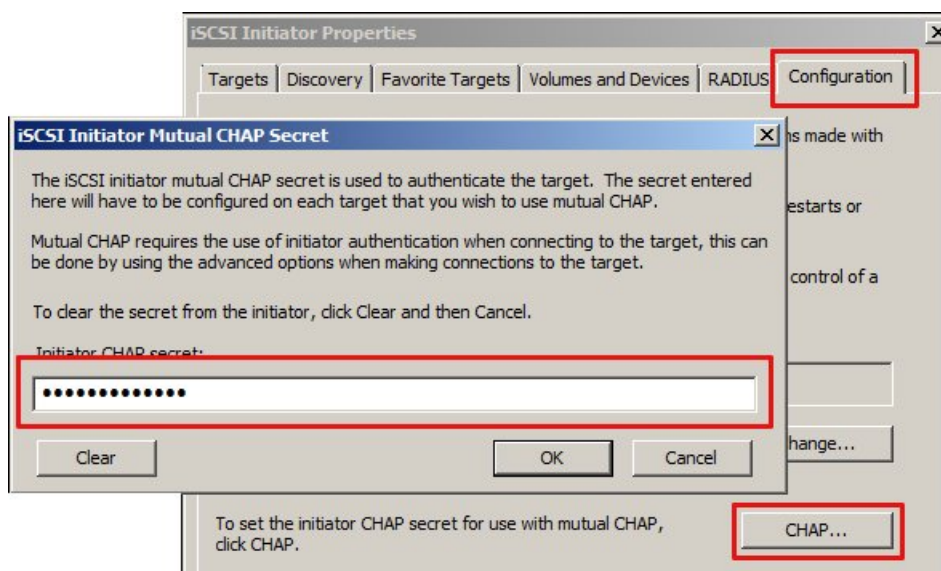 iSCSI Initiator Properties
Targets Discovery Favorite Targets Volumes and Devices RADIUS Configuration
iSCSI Initiator Mutual CHAP Secret
ns made with
The iSCSI initiator mutual CHAP secret is used to authenticate the target. The secret entered
here will have to be configured on each target that you wish to use mutual CHAP.
estarts or
Mutual CHAP requires the use of initiator authentication when connecting to the target, this can
be done by using the advanced options when making connections to the target.
control of a
To clear the secret from the initiator, click Clear and then Cancel.
Initiator CHAP secret:
•••••••••••••
Clear OK Cancel
hange...
To set the initiator CHAP secret for use with mutual CHAP,
click CHAP.
CHAP...